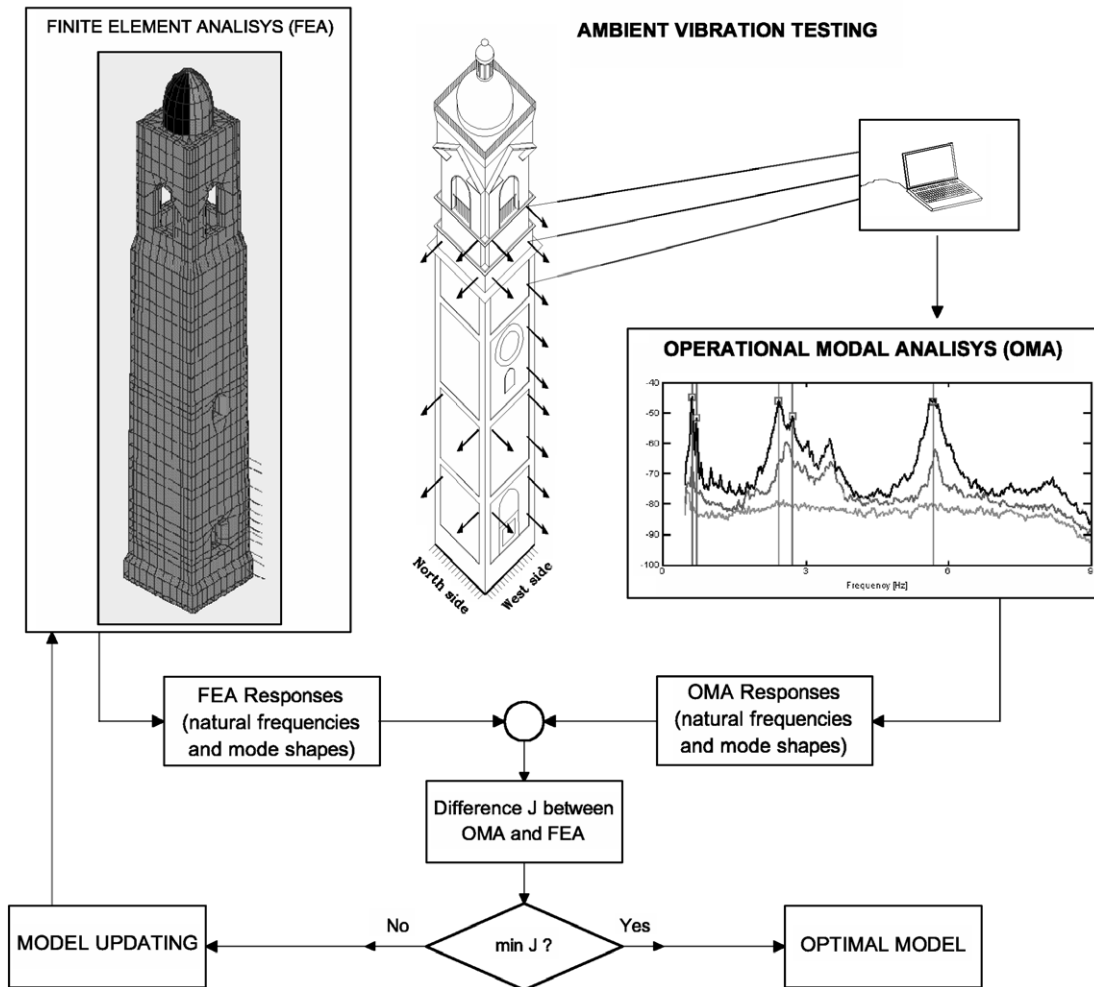 FINITE ELEMENT ANALISYS (FEA)
AMBIENT VIBRATION TESTING
North side
West side
OPERATIONAL MODAL ANALISYS (OMA)
-40
-50
-60
-70
-80
-90
-100
0
3
6
9
Frequency [Hz]
FEA Responses
(natural frequencies
and mode shapes)
OMA Responses
(natural frequencies
and mode shapes)
Difference J between
OMA and FEA
MODEL UPDATING
No
min J ?
Yes
OPTIMAL MODEL